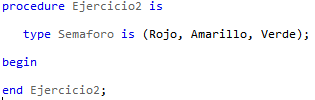 procedure Ejercicio2 is
type Semaforo is (Rojo, Amarillo, Verde);
begin
end Ejercicio2;